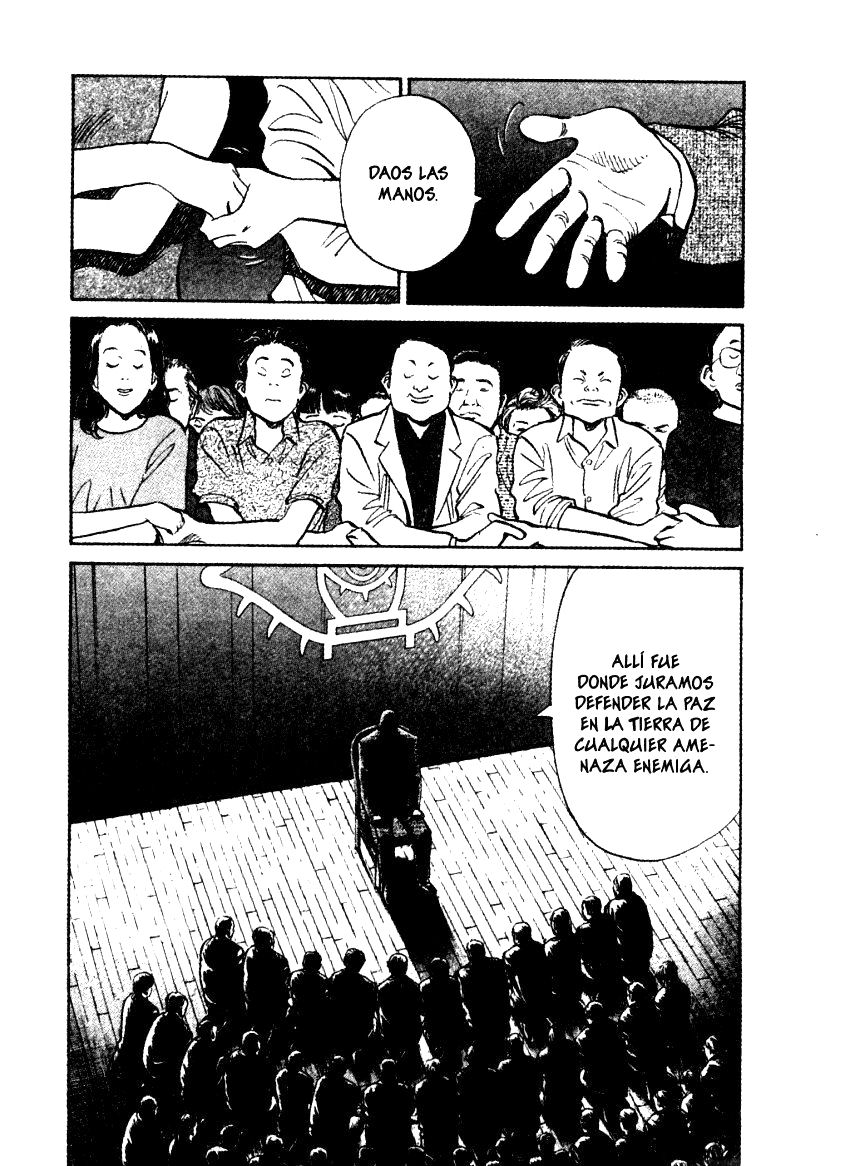 DAOS LAS
MANOS.
ALLÍ FUE
DONDE JURAMOS
DEFENDER LA PAZ
EN LA TIERRA DE
CUALQUIER AME-
NAZA ENEMIGA.